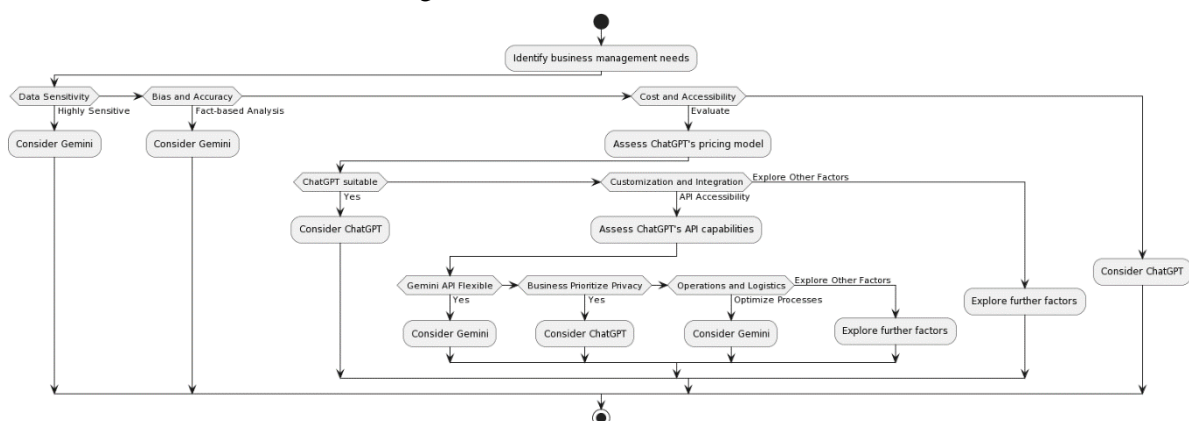 Identify business management needs
Data Sensitivity
Bias and Accuracy
Cost and Accessibility
Highly Sensitive
Fact-based Analysis
Evaluate
Consider Gemini
Consider Gemini
Assess ChatGPT's pricing model
ChatGPT suitable
Customization and Integration
Explore Other Factors
Yes
API Accessibility
Consider ChatGPT
Assess ChatGPT's API capabilities
Consider ChatGPT
Gemini API Flexible
Business Prioritize Privacy
Operations and Logistics
Explore Other Factors
Yes
Yes
Optimize Processes
Explore further factors
Consider Gemini
Consider ChatGPT
Consider Gemini
Explore further factors